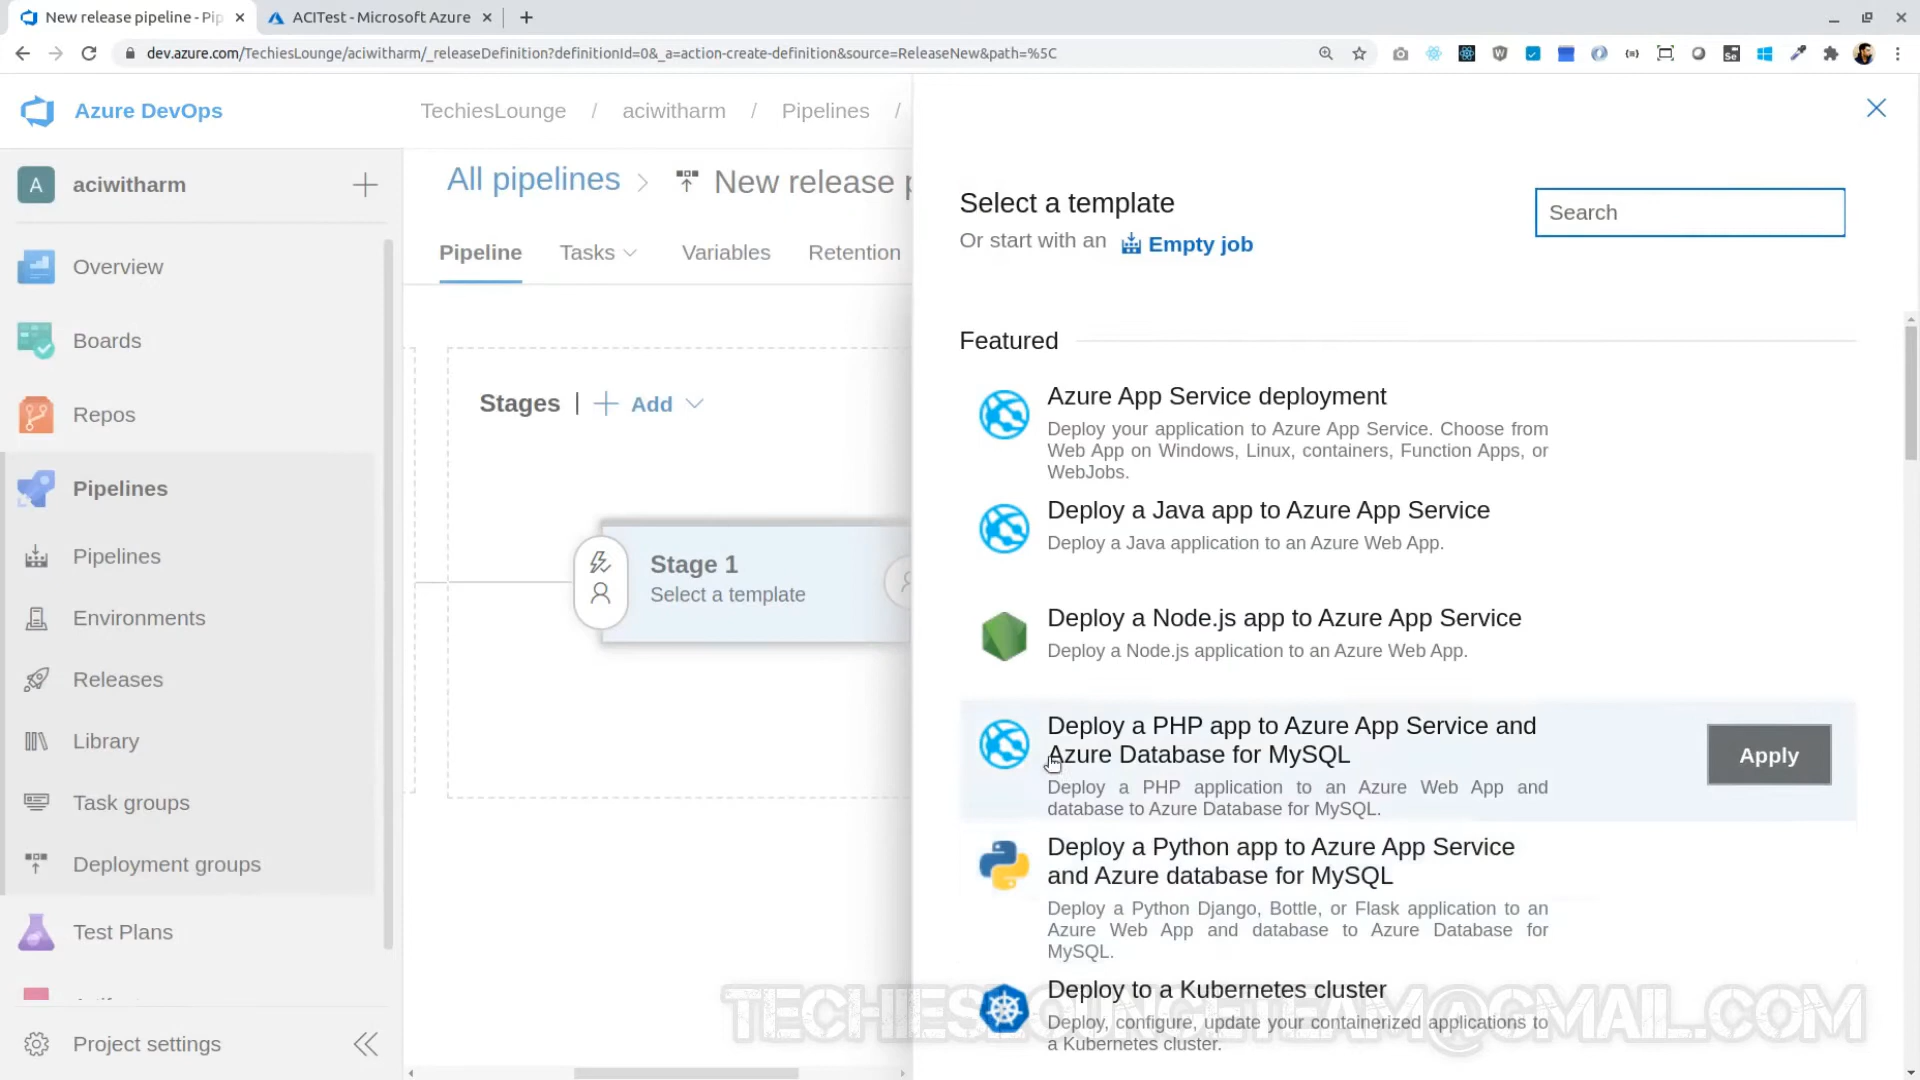 New release pipeline - Pip
ACITest - Microsoft Azure
dev.azure.com/TechiesLounge/aciwitharm/_releaseDefinition?definitionId=0&_a=action-create-definition&source=ReleaseNew&path=%5C
Azure DevOps
TechiesLounge / aciwitharm / Pipelines /
A aciwitharm
All pipelines > New release p
Pipeline Tasks Variables Retention
Overview
Boards
Repos
Pipelines
Pipelines
Environments
Releases
Library
Task groups
Deployment groups
Test Plans
Project settings
Stages | + Add
Stage 1
Select a template
Select a template
Search
Or start with an Empty job
Featured
Azure App Service deployment
Deploy your application to Azure App Service. Choose from
Web App on Windows, Linux, containers, Function Apps, or
WebJobs.
Deploy a Java app to Azure App Service
Deploy a Java application to an Azure Web App.
Deploy a Node.js app to Azure App Service
Deploy a Node.js application to an Azure Web App.
Deploy a PHP app to Azure App Service and
Azure Database for MySQL
Deploy a PHP application to an Azure Web App and
database to Azure Database for MySQL.
Apply
Deploy a Python app to Azure App Service
and Azure database for MySQL
Deploy a Python Django, Bottle, or Flask application to an
Azure Web App and database to Azure Database for
MySQL.
Deploy to a Kubernetes cluster
Deploy, configure, update your containerized applications to
a Kubernetes cluster.
TECHIESLOUNGETEAM@GMAIL.COM